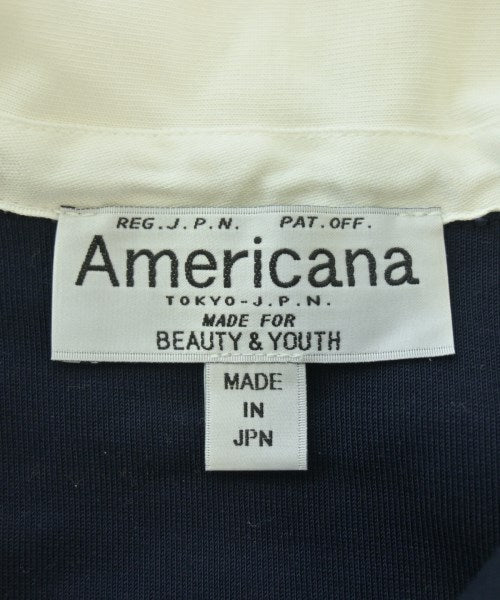 REG. J. P. N. PAT. OFF.
Americana
TOKYO-J.P.N.
MADE FOR
BEAUTY & YOUTH
MADE
IN
JPN